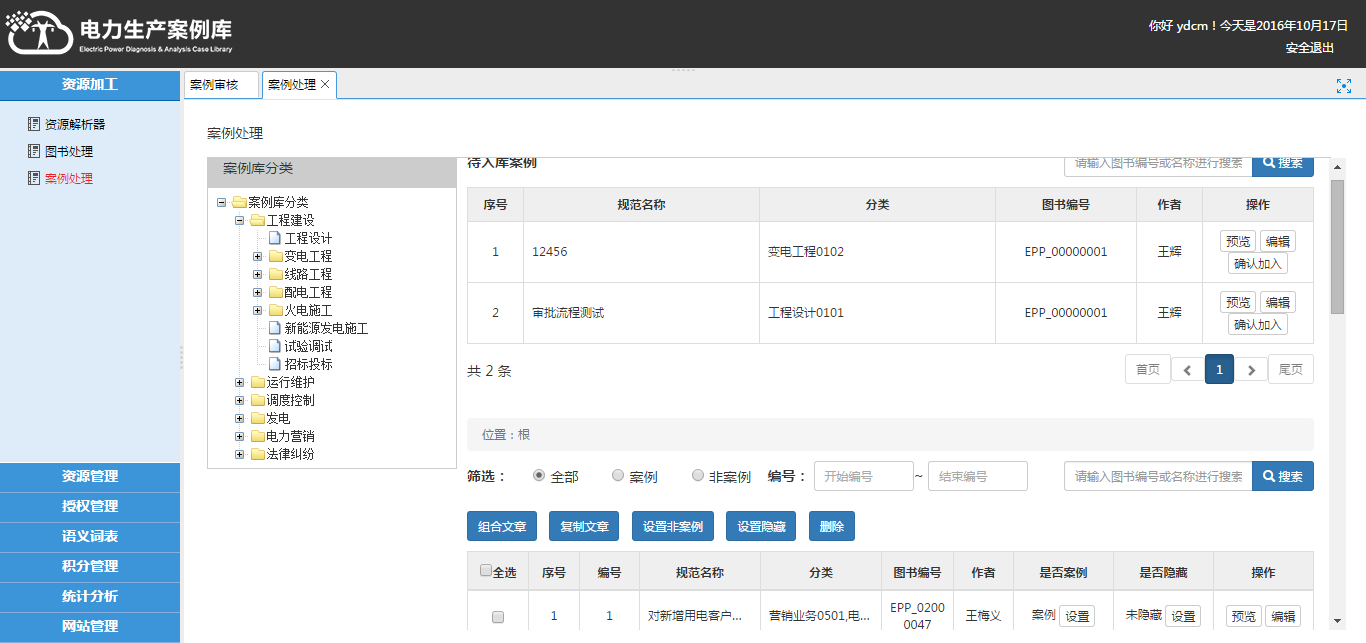 电力生产案例库
Electric Power Diagnosis & Analysis Case Library
你好 ydcm！今天是2016年10月17日
安全退出
资源加工
资源解析器
图书处理
案例处理
资源管理
授权管理
语义词表
积分管理
统计分析
网站管理
案例审核 案例处理
案例处理
案例库分类
案例库分类
工程建设
工程设计
变电工程
线路工程
配电工程
火电施工
新能源发电施工
试验调试
招标投标
运行维护
调度控制
发电
电力营销
法律纠纷
待入库案例 请输入图书编号或名称进行搜索 搜索
序号 规范名称 分类 图书编号 作者 操作
1 12456 变电工程0102 EPP_00000001 王辉 预览 编辑
确认加入
2 审批流程测试 工程设计0101 EPP_00000001 王辉 预览 编辑
确认加入
共 2 条 首页 1 尾页
位置：根
筛选： 全部 案例 非案例 编号： 开始编号 ~ 结束编号 请输入图书编号或名称进行搜索 搜索
组合文章 复制文章 设置非案例 设置隐藏 删除
全选 序号 编号 规范名称 分类 图书编号 作者 是否案例 是否隐藏 操作
1 1 对新增用电客户... 营销业务0501,电... EPP_0200
0047 王梅义 案例 设置 未隐藏 设置 预览 编辑